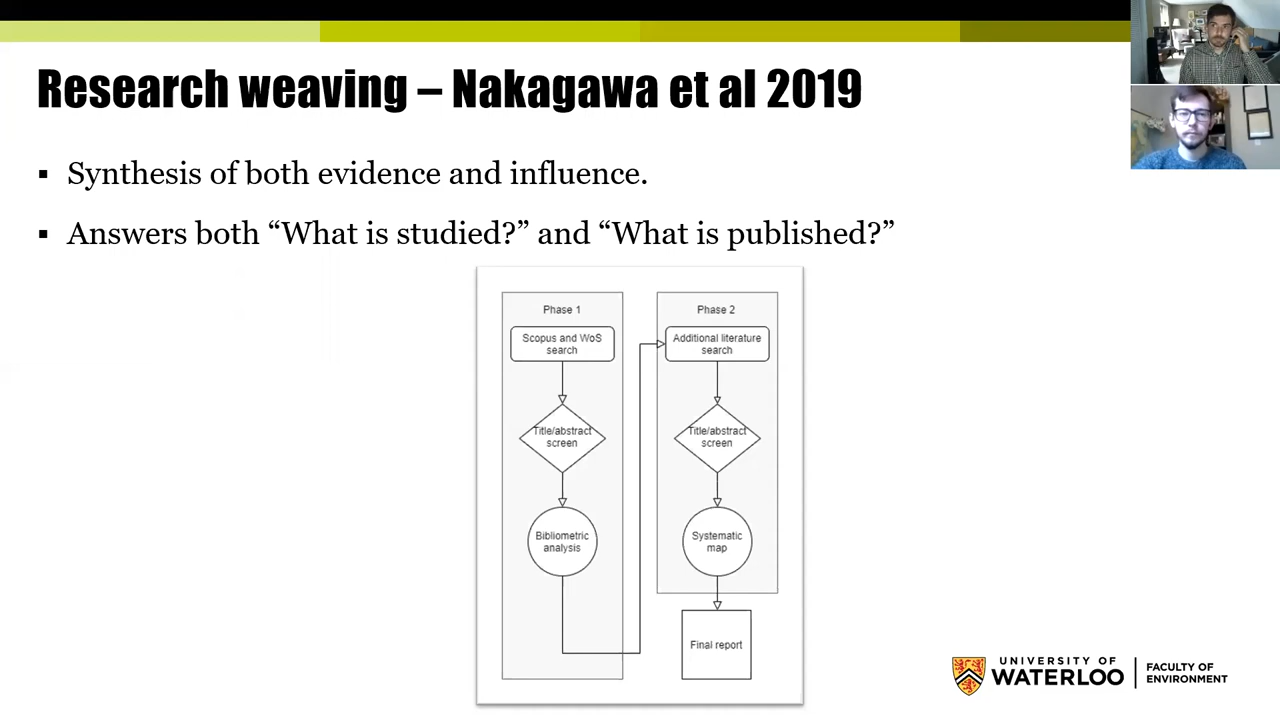 Research weaving – Nakagawa et al 2019
▪ Synthesis of both evidence and influence.
▪ Answers both “What is studied?” and “What is published?”
Phase 1
Scopus and WoS
search
Title/abstract
screen
Bibliometric
analysis
Phase 2
Additional literature
search
Title/abstract
screen
Systematic
map
Final report
UNIVERSITY OF
WATERLOO
FACULTY OF
ENVIRONMENT